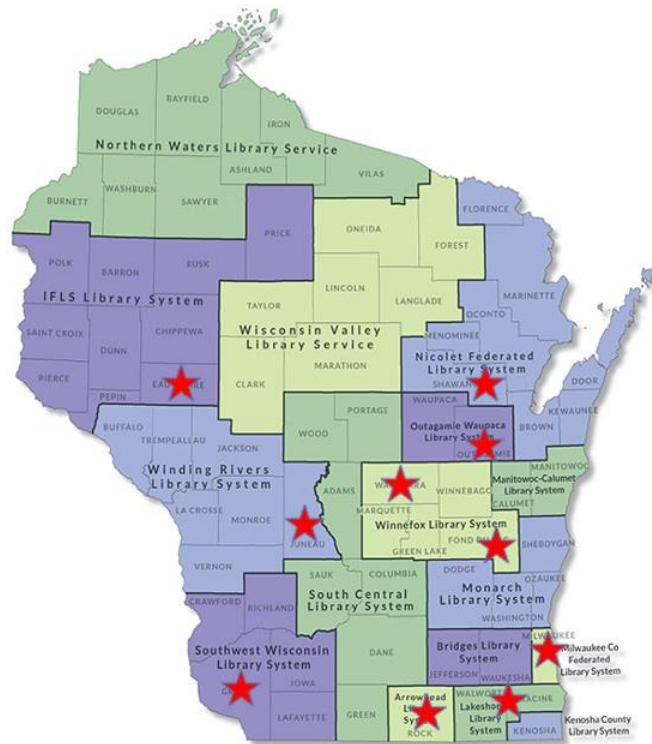 DOUGLAS
BAYFIELD
IRON
Northern Waters Library Service
ASHLAND
VILAS
BURNETT
WASHBURN
SAWYER
FLORENCE
PRICE
ONEIDA
FOREST
POLK
BARRON
RUSK
IFLS Library System
LINCOLN
LANGLADE
MARINETTE
TAYLOR
OCONTO
SAINT CROIX
CHIPPEWA
Wisconsin Valley
Library Service
MENOMINEE
DUNN
Nicolet Federated
Library System
PIERCE
MARATHON
DOOR
PEPIN
CLARK
WAUPACA
KEWAUNEE
BUFFALO
PORTAGE
Outagamie Waupaca
Library
BROWN
TREMPEALEAU
WOOD
JACKSON
MANITOWOC
Winding Rivers
Library System
ADAMS
WINNEBAGO
Manitowoc-Calumet
Library System
CALUMET
LA CROSSE
MARQUETTE
MONROE
Winnefox Library System
JUNEAU
GREEN LAKE
SHEBOYGAN
VERNON
DODGE
SAUK
COLUMBIA
OZAUKEE
CRAWFORD
RICHLAND
South Central
Library System
Monarch
Library System
WASHINGTON
Southwest Wisconsin
Library System
DANE
Bridges Library
System
MILWAUKEE
Milwaukee Co
Federated
Library System
IOWA
JEFFERSON
WAUKESHA
LAFAYETTE
GREEN
Arrowhead
ROCK
Library
System
KENOSHA
Kenosha County
Library System